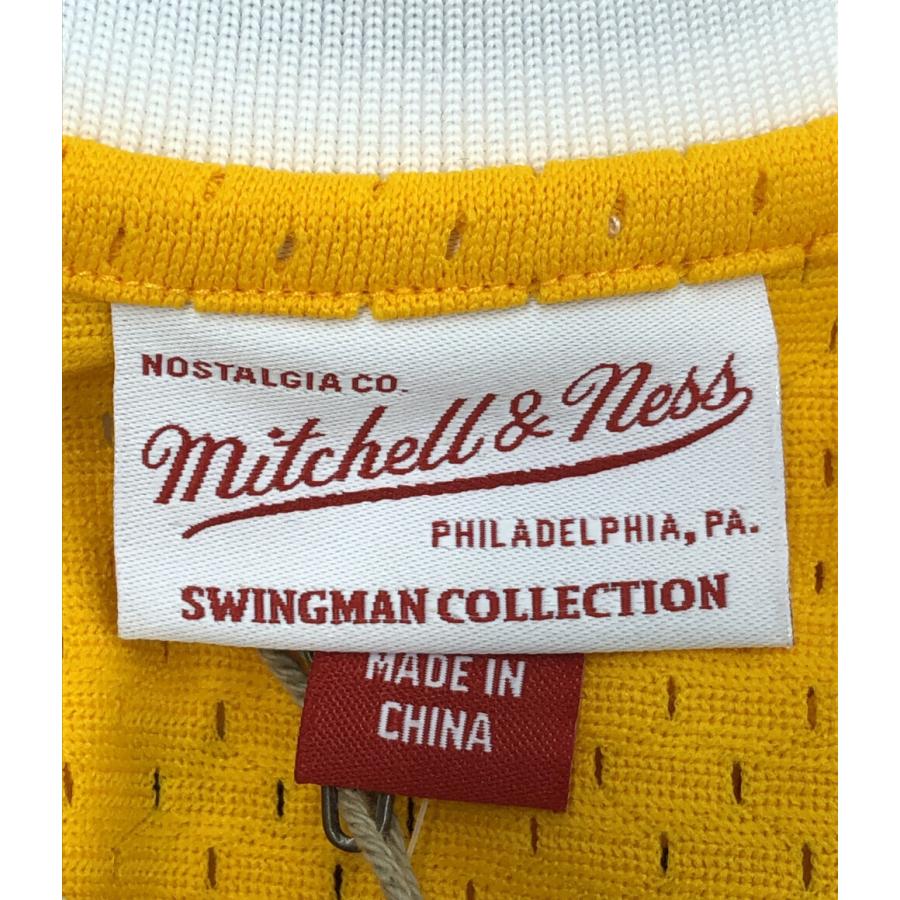 NOSTALGIA CO.
Mitchell & Ness
PHILADELPHIA, PA.
SWINGMAN COLLECTION
MADE IN
CHINA